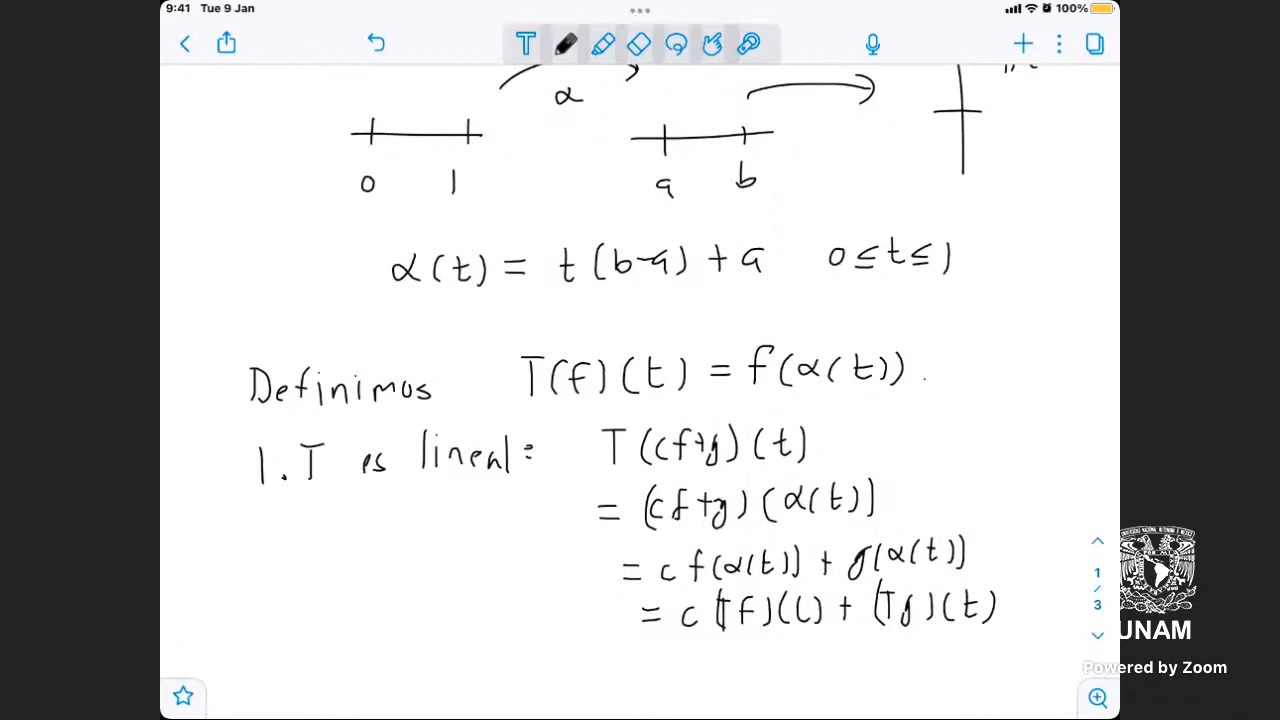 9:41 Tue 9 Jan 100%
α
0 1 a b
α(t) = t(b-a) + a 0 ≤ t ≤ 1
Definimos T(f)(t) = f(α(t)).
1. T es lineal: T(cf+g)(t)
= (cf+g)(α(t))
= c f(α(t)) + g(α(t))
= c(Tf)(t) + (Tg)(t)
1
/
3
UNAM
Powered by Zoom